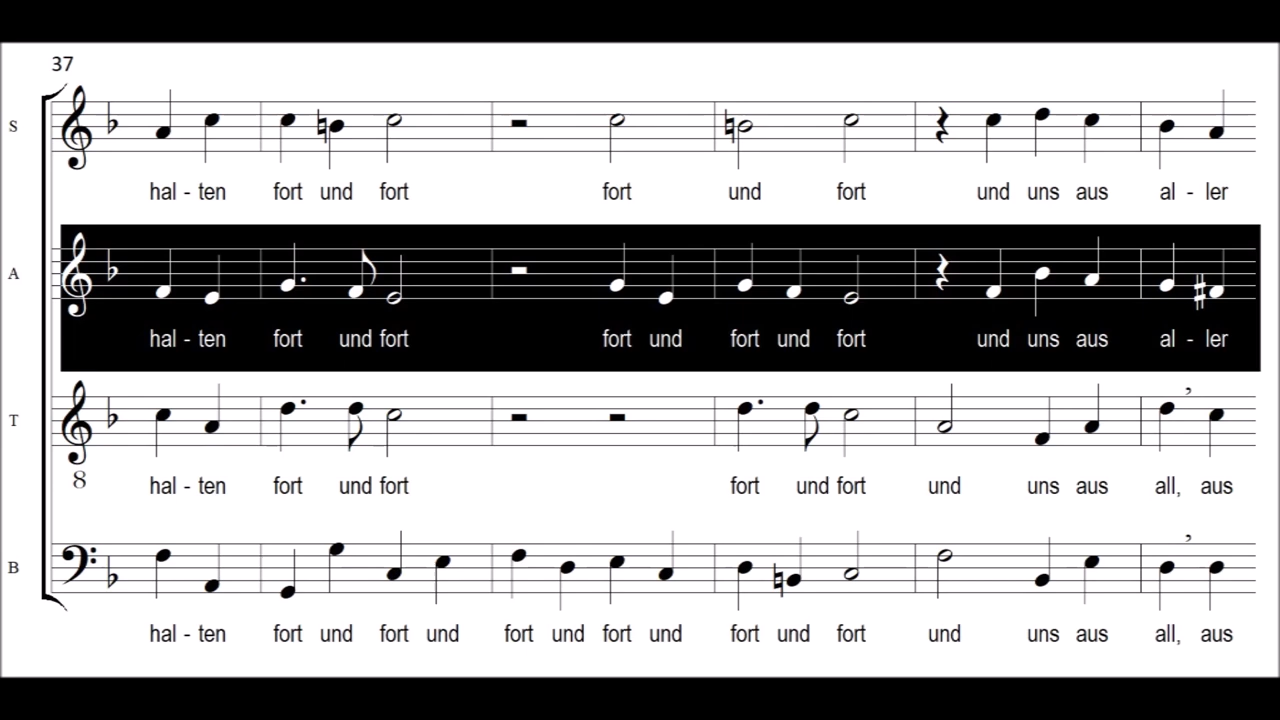 37
S
hal - ten fort und fort fort und fort und uns aus al - ler
A
hal - ten fort und fort fort und fort und fort und uns aus al - ler
T
8
hal - ten fort und fort fort und fort und uns aus all, aus
B
hal - ten fort und fort und fort und fort und fort und fort und uns aus all, aus